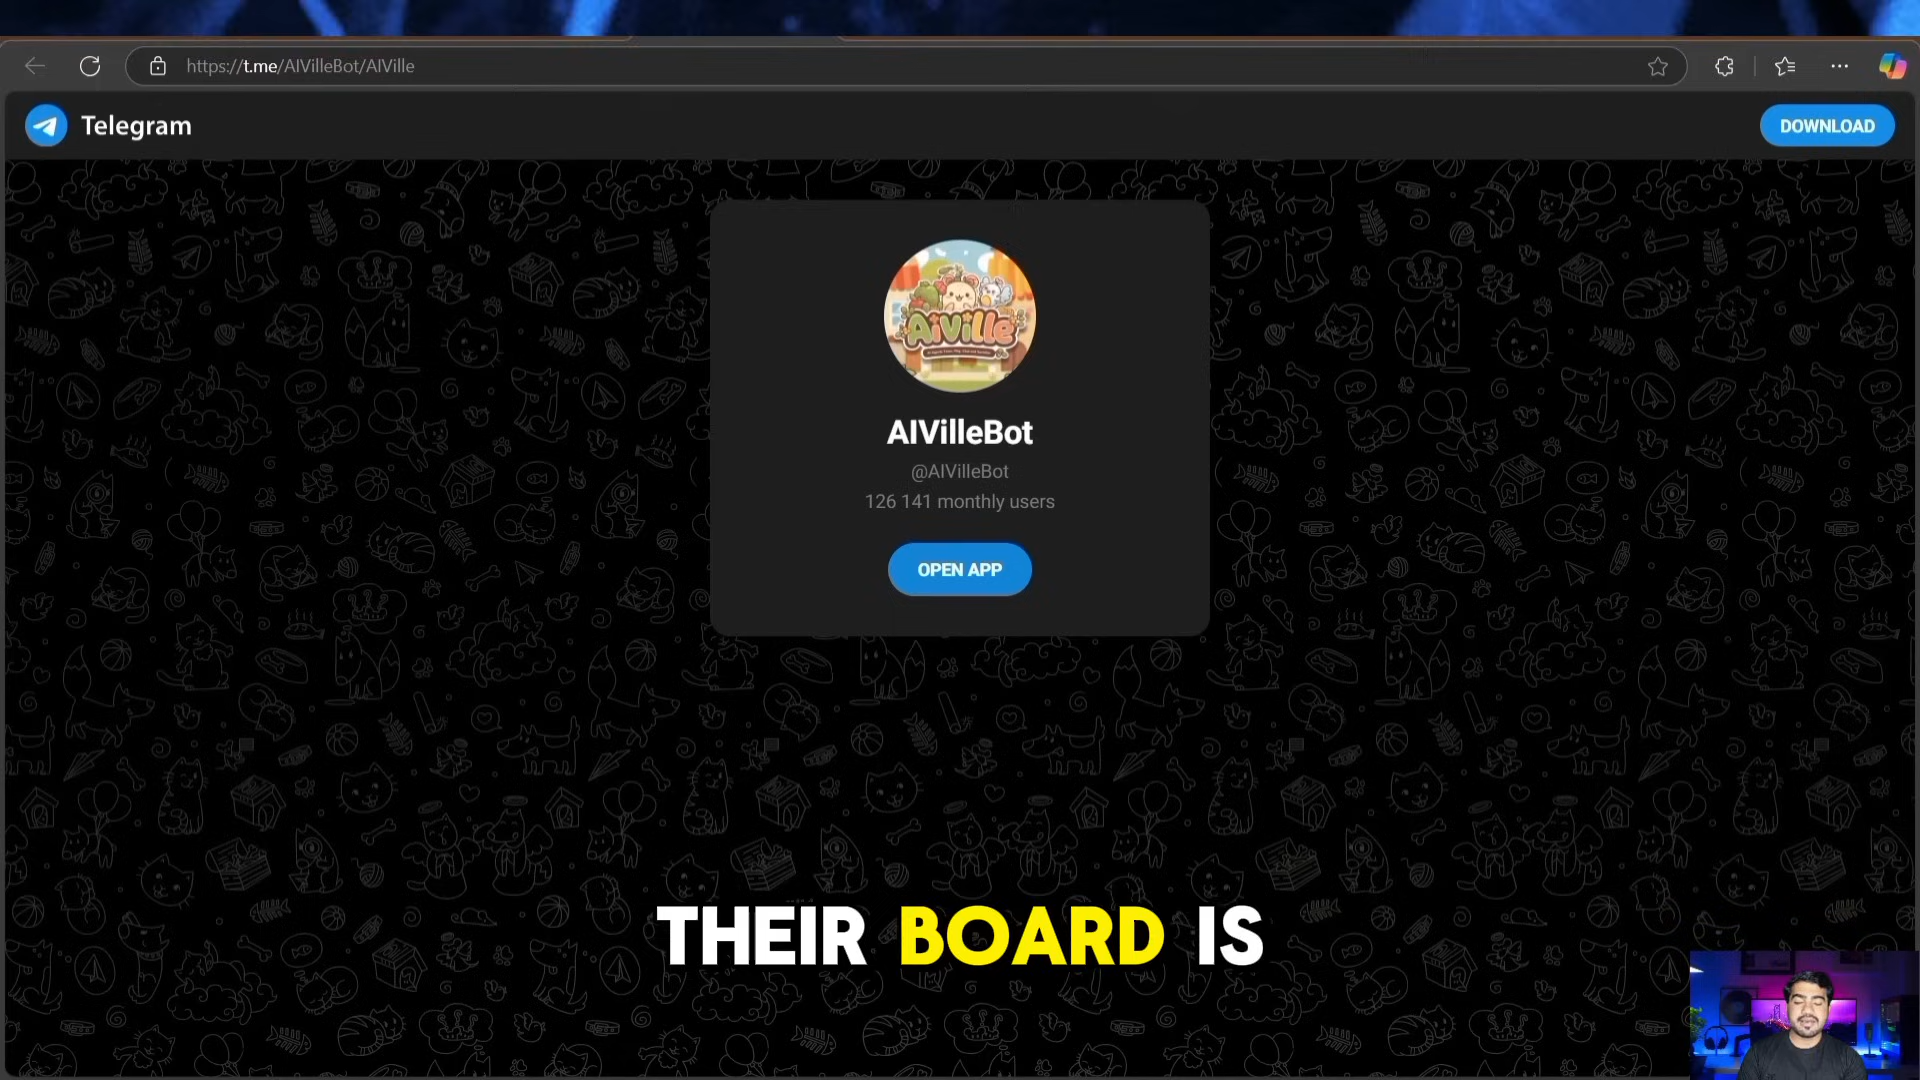 https://t.me/AIVilleBot/AIVille
Telegram
DOWNLOAD
AiVille
AIVilleBot
@AIVilleBot
126 141 monthly users
OPEN APP
THEIR BOARD IS